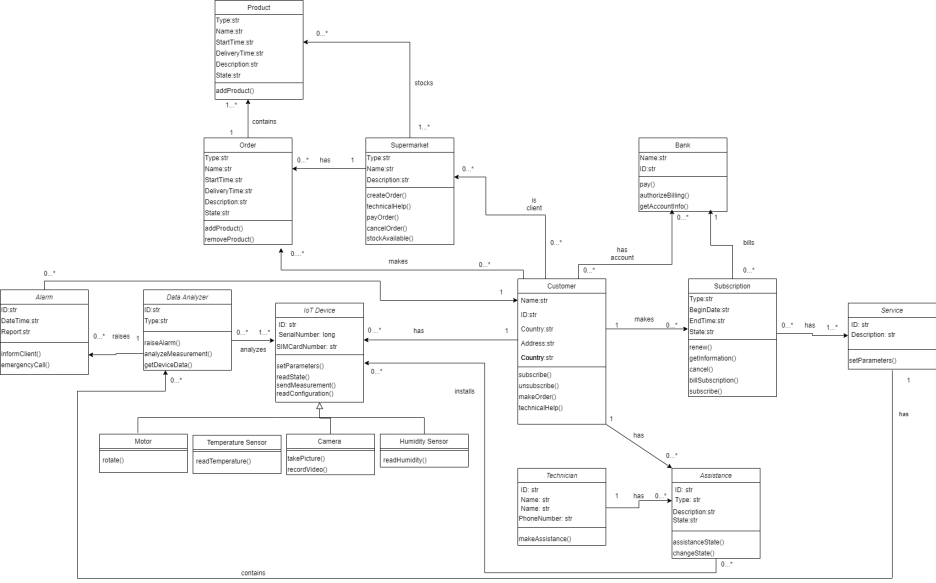 Product
Type:str
Name:str
StartTime:str
DeliveryTime:str
Description:str
State:str
addProduct()
0...*
stocks
1...*
contains
1
1...*
Order
Type:str
Name:str
StartTime:str
DeliveryTime:str
Description:str
State:str
addProduct()
removeProduct()
0...*
has
1
Supermarket
Type:str
Name:str
Description:str
createOrder()
technicalHelp()
payOrder()
cancelOrder()
stockAvailable()
0...*
is
client
0...*
Bank
Name:str
ID:str
pay()
authorizeBilling()
getAccountInfo()
0...*
1
has
account
0...*
bills
0...*
0....*
makes
0...*
0...*
1
Alarm
ID:str
DateTime:str
Report:str
informClient()
emergencyCall()
0...*
raises
1
Data Analyzer
ID:str
Type:str
raiseAlarm()
analyzeMeasurement()
getDeviceData()
0...*
0...*
1...*
analyzes
IoT Device
ID: str
SerialNumber: long
SIMCardNumber: str
setParameters()
readState()
sendMeasurement()
readConfiguration()
0...*
0...*
has
1
Customer
Name:str
ID:str
Country:str
Address:str
Country:str
subscribe()
unsubscribe()
makeOrder()
technicalHelp()
makes
1
0...*
Subscription
Type:str
BeginDate:str
EndTime:str
State:str
renew()
getInformation()
cancel()
billSubscription()
subscribe()
0...*
has
1...*
Service
ID: str
Description: str
setParameters()
1
has
installs
Motor
rotate()
Temperature Sensor
readTemperature()
Camera
takePicture()
recordVideo()
Humidity Sensor
readHumidity()
1
has
0...*
Technician
ID: str
Name: str
Name: str
PhoneNumber: str
makeAssistance()
1
has
0...*
Assistance
ID: str
Type: str
Description:str
State:str
assistanceState()
changeState()
0...*
contains